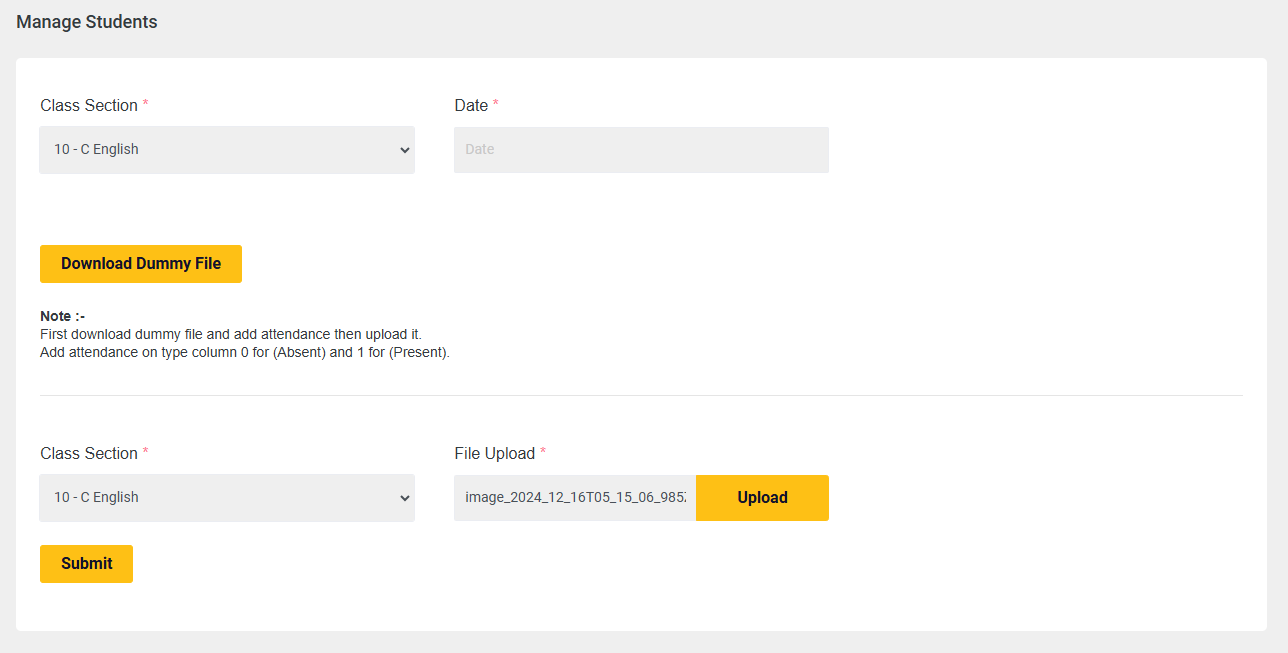 Manage Students
Class Section *
Date *
10 - C English
Date
Download Dummy File
Note :-
First download dummy file and add attendance then upload it.
Add attendance on type column 0 for (Absent) and 1 for (Present).
Class Section *
File Upload *
10 - C English
image_2024_12_16T05_15_06_985
Upload
Submit